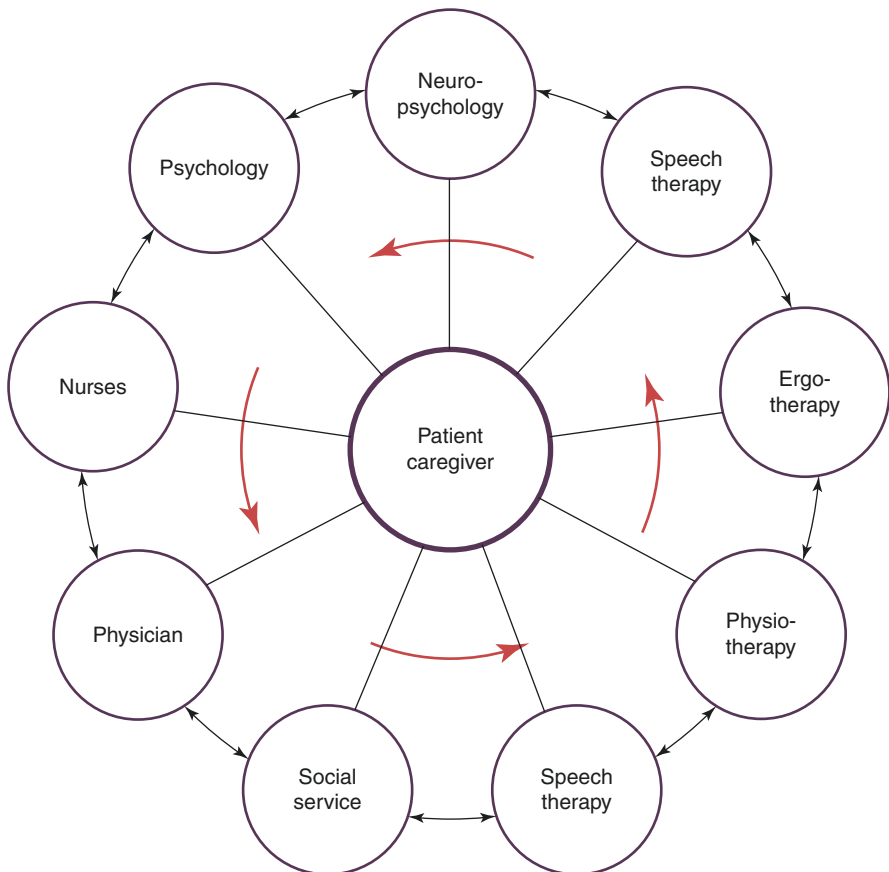 Neuro-
psychology
Speech
therapy
Ergo-
therapy
Physio-
therapy
Speech
therapy
Social
service
Physician
Nurses
Psychology
Patient
caregiver